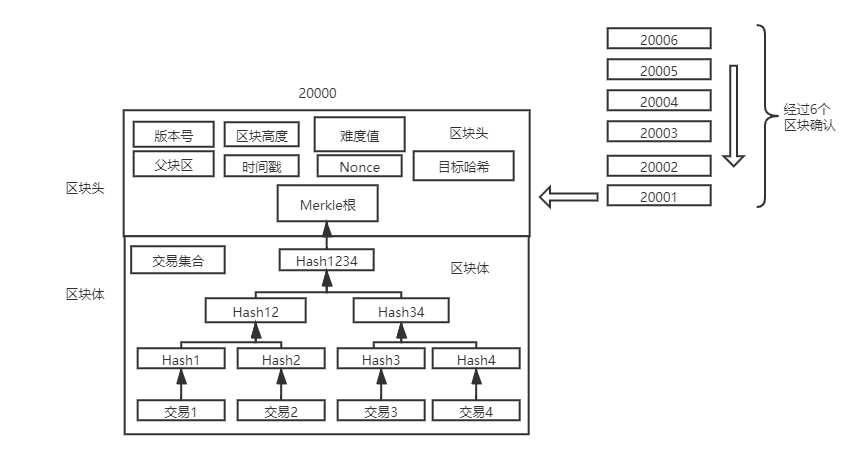 20000
区块头
版本号
区块高度
难度值
区块头
父块区
时间戳
Nonce
目标哈希
Merkle根
区块体
交易集合
Hash1234
区块体
Hash12
Hash34
Hash1
Hash2
Hash3
Hash4
交易1
交易2
交易3
交易4
20006
20005
20004
20003
20002
20001
经过6个
区块确认